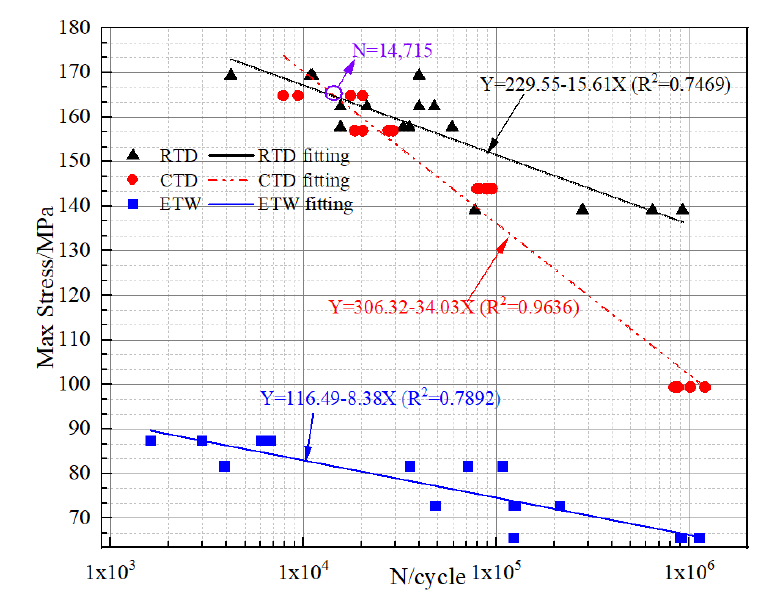 180
170
160
150
140
130
120
110
100
90
80
70
Max Stress/MPa
N=14,715
Y=229.55-15.61X (R²=0.7469)
RTD RTD fitting
CTD CTD fitting
ETW ETW fitting
Y=306.32-34.03X (R²=0.9636)
Y=116.49-8.38X (R²=0.7892)
1x10³ 1x10⁴ 1x10⁵ 1x10⁶
N/cycle